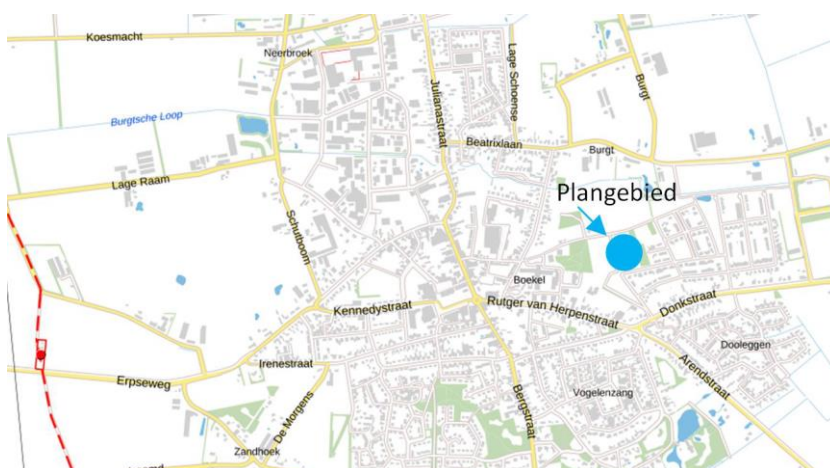 Koesmacht
Neerbroek
Lage Schoense
Burgt
Julianastraat
Burgtsche Loop
Beatrixlaan
Burgt
Lage Raam
Plangebied
Schutboom
Boekel
Kennedystraat
Rutger van Herpenstraat
Donkstraat
Dooleggen
Irenestraat
Arendstraat
Erpseweg
Vogelenzang
De Morgens
Bergstraat
Zandhoek